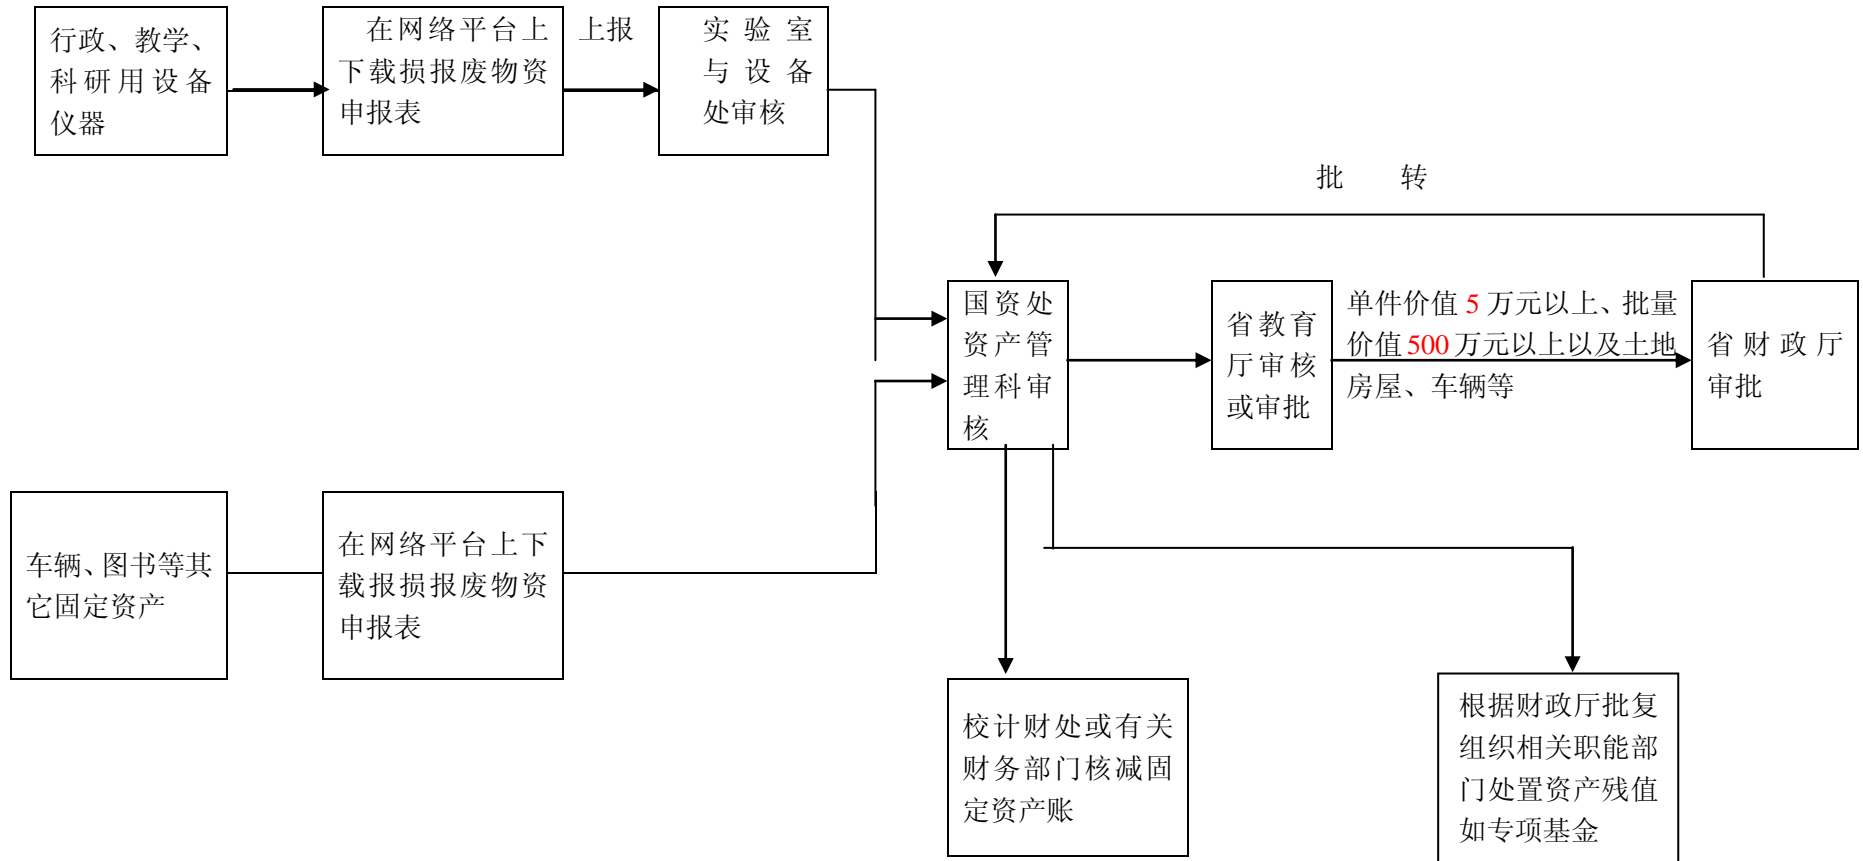 行政、教学、
科研用设备
仪器
在网络平台上
下载损报废物资
申报表
上报
实验室
与设备
处审核
批 转
国资处
资产管
理科审
核
省教育
厅审核
或审批
单件价值 5 万元以上、批量
价值 500 万元以上以及土地
房屋、车辆等
省财政厅
审批
车辆、图书等其
它固定资产
在网络平台上下
载报损报废物资
申报表
校计财处或有关
财务部门核减固
定资产账
根据财政厅批复
组织相关职能部
门处置资产残值
如专项基金